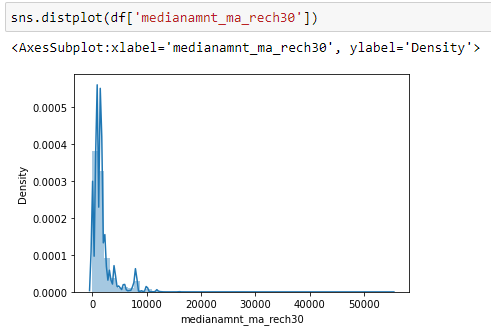 sns.distplot(df['medianamnt_ma_rech30'])
<AxesSubplot:xlabel='medianamnt_ma_rech30', ylabel='Density'>
0.0005
0.0004
0.0003
0.0002
0.0001
0.0000
Density
0 10000 20000 30000 40000 50000
medianamnt_ma_rech30